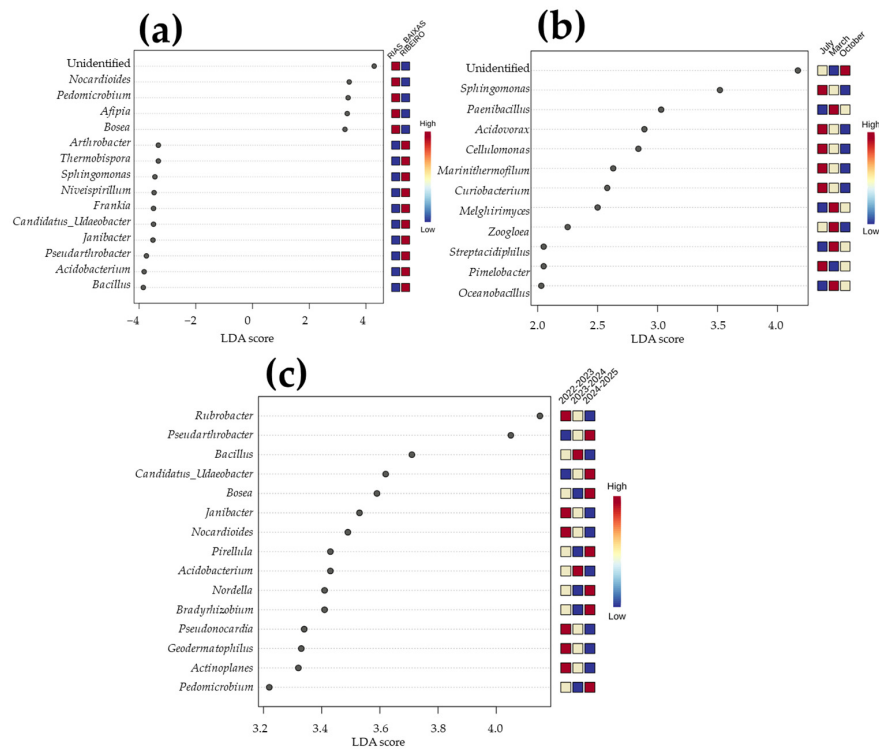 (a)
RIAS_BAIXAS
RIBEIRO
Unidentified
Nocardioides
Pedomicrobium
Afipia
Bosea
Arthrobacter
Thermobispora
Sphingomonas
Niveispirillum
Frankia
Candidatus_Udaeobacter
Janibacter
Pseudarthrobacter
Acidobacterium
Bacillus
High
Low
−4 −2 0 2 4
LDA score
(b)
July
March
October
Unidentified
Sphingomonas
Paenibacillus
Acidovorax
Cellulomonas
Marinithermofilum
Curiobacterium
Melghirimyces
Zoogloea
Streptacidiphilus
Pimelobacter
Oceanobacillus
High
Low
2.0 2.5 3.0 3.5 4.0
LDA score
(c)
2022-2023
2023-2024
2024-2025
Rubrobacter
Pseudarthrobacter
Bacillus
Candidatus_Udaeobacter
Bosea
Janibacter
Nocardioides
Pirellula
Acidobacterium
Nordella
Bradyrhizobium
Pseudonocardia
Geodermatophilus
Actinoplanes
Pedomicrobium
High
Low
3.2 3.4 3.6 3.8 4.0
LDA score